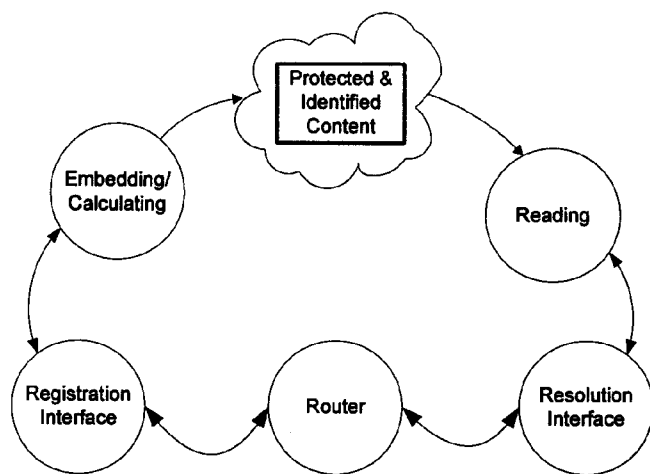 Protected &
Identified
Content
Embedding/
Calculating
Reading
Registration
Interface
Router
Resolution
Interface